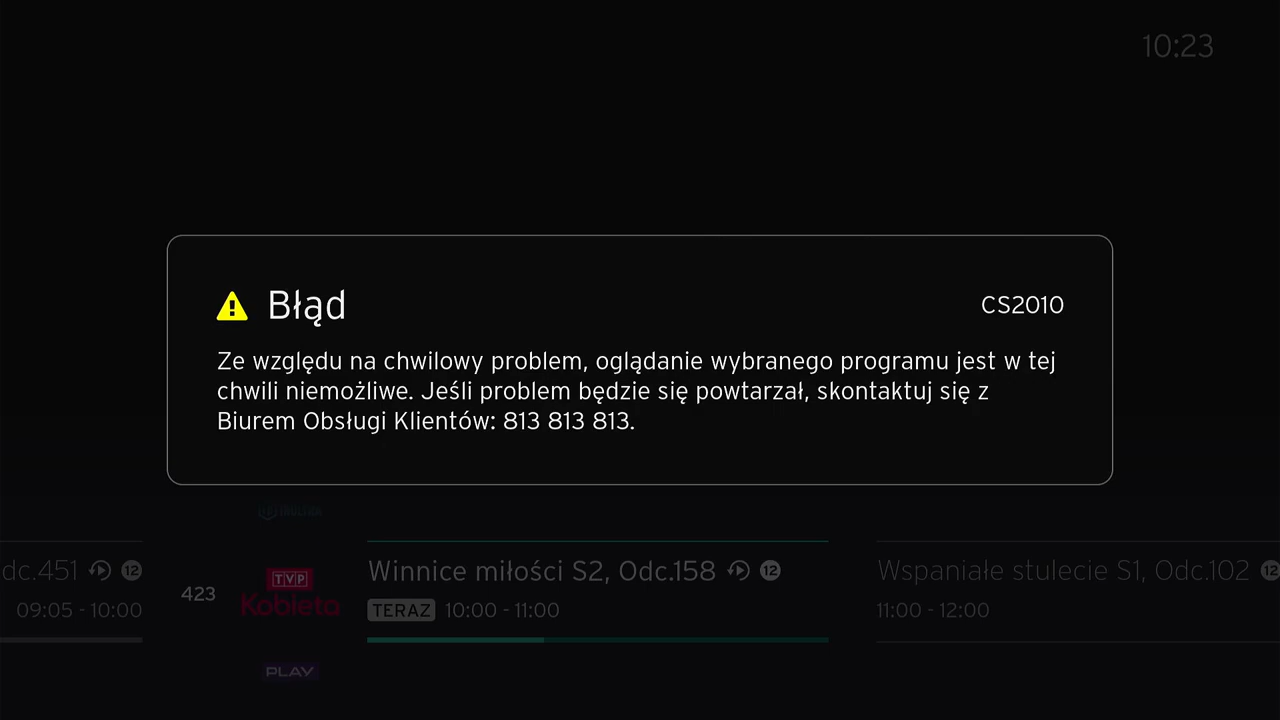 10:23
Błąd
CS2010
Ze względu na chwilowy problem, oglądanie wybranego programu jest w tej
chwili niemożliwe. Jeśli problem będzie się powtarzał, skontaktuj się z
Biurem Obsługi Klientów: 813 813 813.
dc.451 12
09:05 - 10:00
423
TVP
Kobieta
Winnice miłości S2, Odc.158 12
TERAZ 10:00 - 11:00
Wspaniałe stulecie S1, Odc.102 12
11:00 - 12:00
PLAY